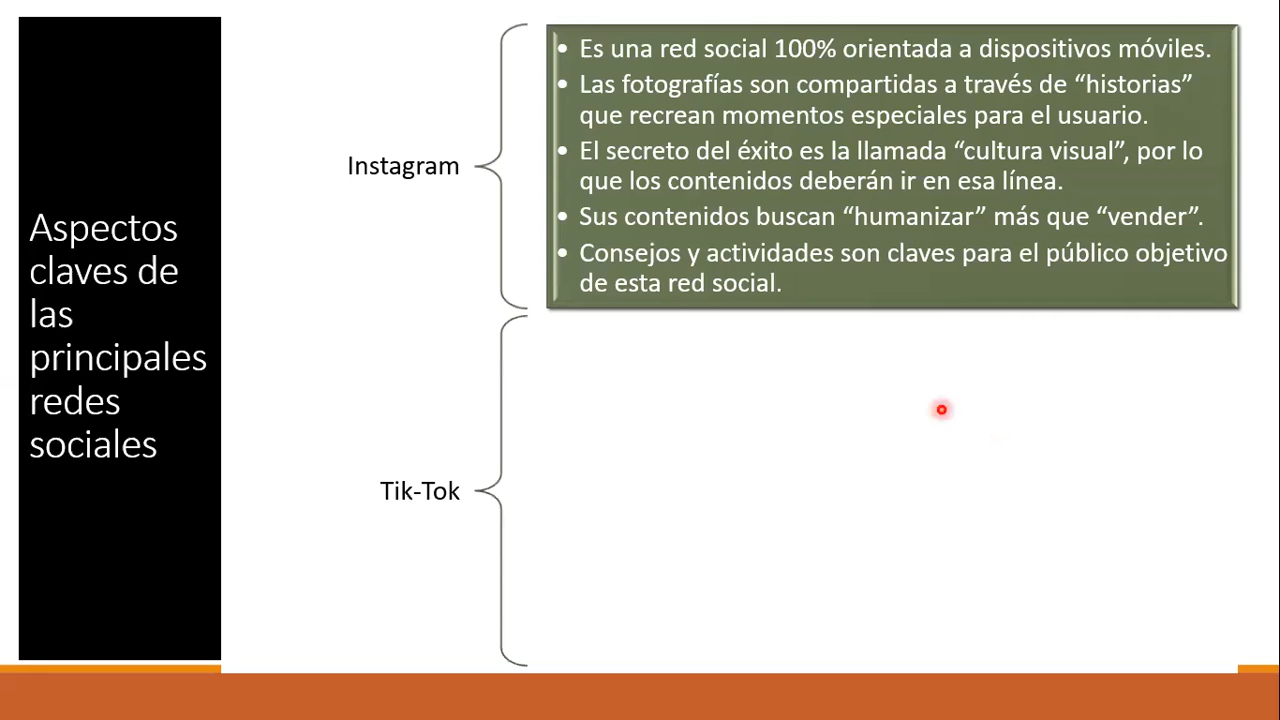 Aspectos
claves de
las
principales
redes
sociales
Instagram
• Es una red social 100% orientada a dispositivos móviles.
• Las fotografías son compartidas a través de “historias”
que recrean momentos especiales para el usuario.
• El secreto del éxito es la llamada “cultura visual”, por lo
que los contenidos deberán ir en esa línea.
• Sus contenidos buscan “humanizar” más que “vender”.
• Consejos y actividades son claves para el público objetivo
de esta red social.
Tik-Tok